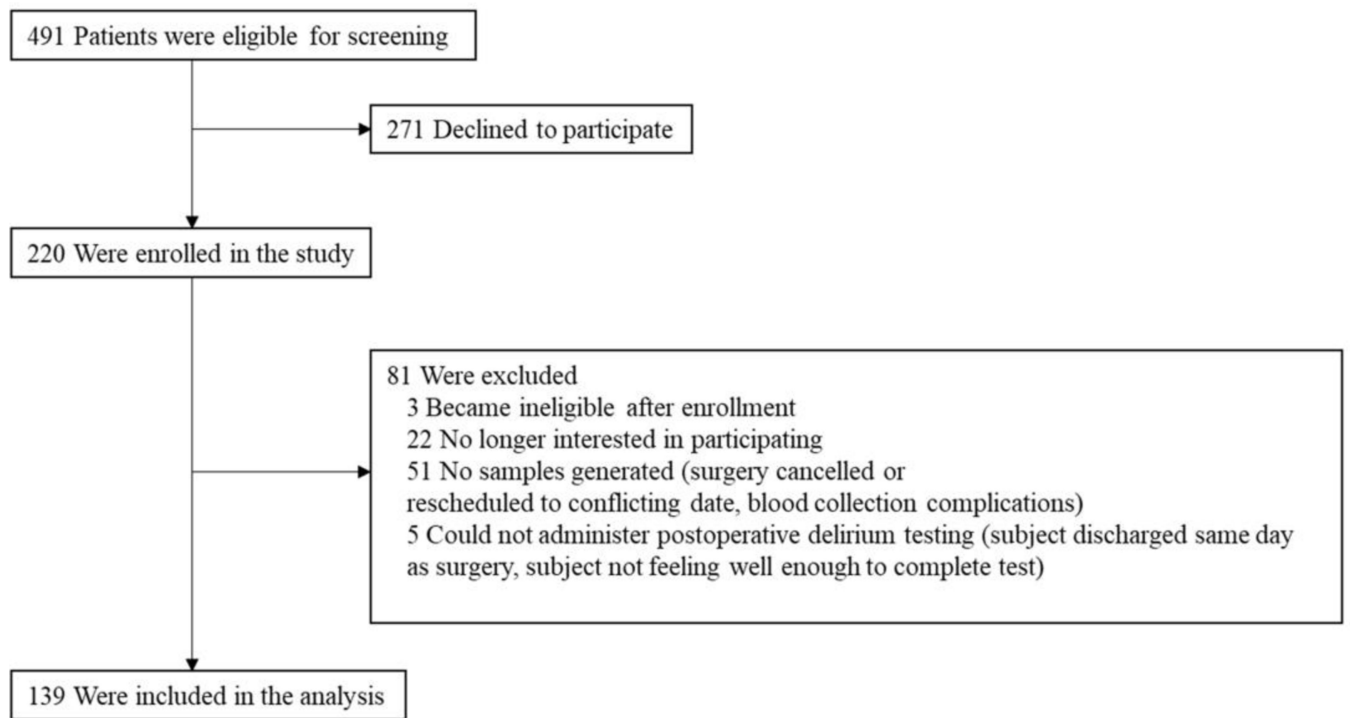 491 Patients were eligible for screening
271 Declined to participate
220 Were enrolled in the study
81 Were excluded
3 Became ineligible after enrollment
22 No longer interested in participating
51 No samples generated (surgery cancelled or
rescheduled to conflicting date, blood collection complications)
5 Could not administer postoperative delirium testing (subject discharged same day
as surgery, subject not feeling well enough to complete test)
139 Were included in the analysis